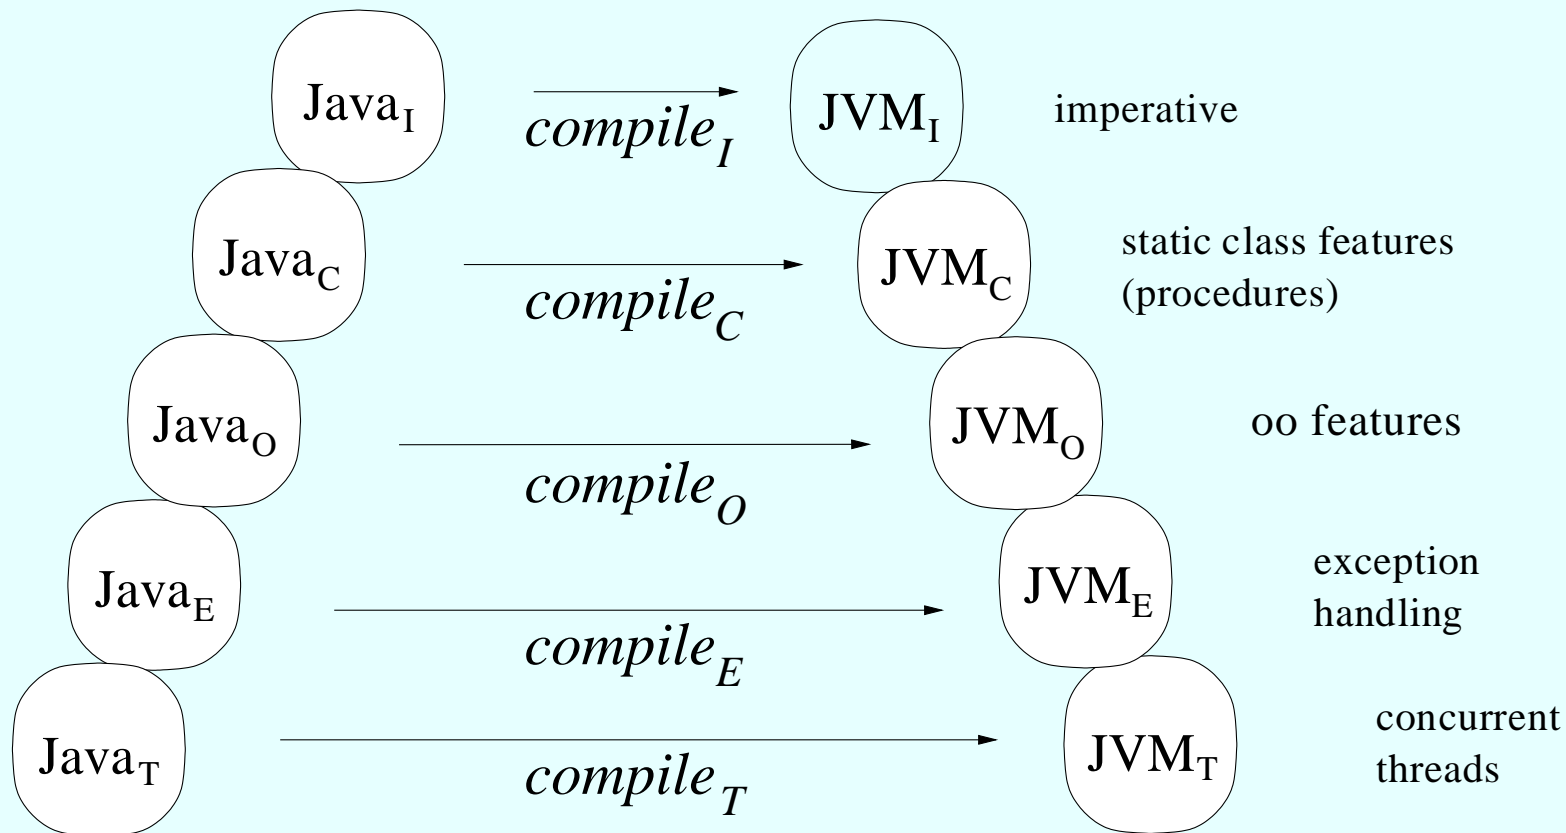 Java_I compile_I JVM_I imperative
Java_C compile_C JVM_C static class features
(procedures)
Java_O compile_O JVM_O oo features
Java_E compile_E JVM_E exception
handling
Java_T compile_T JVM_T concurrent
threads